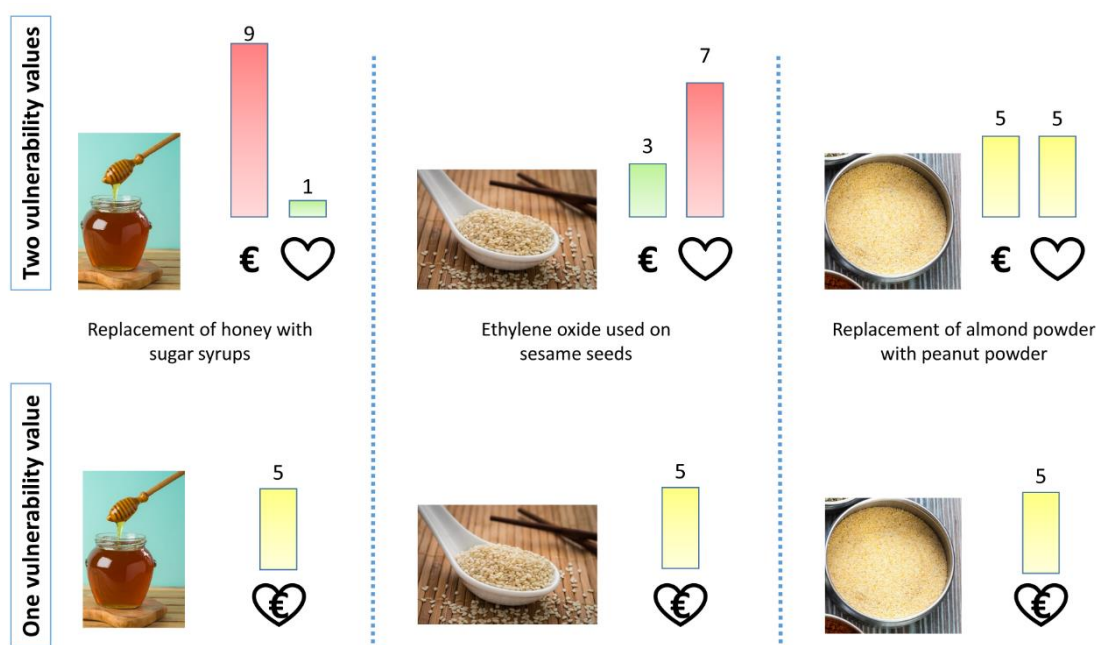 Two vulnerability values
9
1
€
Replacement of honey with
sugar syrups
3
7
€
Ethylene oxide used on
sesame seeds
5
5
€
Replacement of almond powder
with peanut powder
One vulnerability value
5
€
5
€
5
€